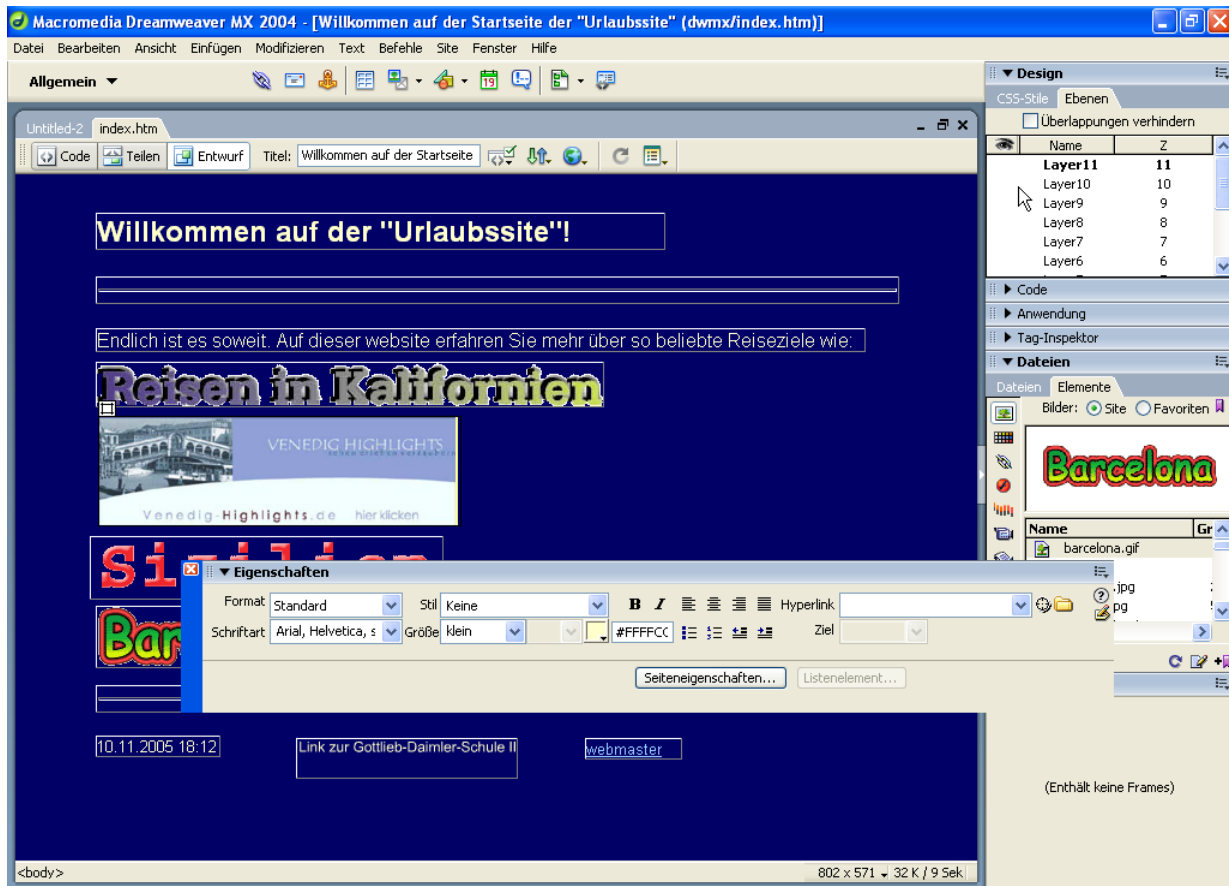 Macromedia Dreamweaver MX 2004 - [Willkommen auf der Startseite der "Urlaubssite" (dwmx/index.htm)]
Datei Bearbeiten Ansicht Einfügen Modifizieren Text Befehle Site Fenster Hilfe
Allgemein
19
Untitled-2 index.htm
Code Teilen Entwurf Titel: Willkommen auf der Startseite
Willkommen auf der "Urlaubssite"!
Endlich ist es soweit. Auf dieser website erfahren Sie mehr über so beliebte Reiseziele wie:
Reisen in Kalifornien
VENEDIG HIGHLIGHTS
Venedig-Highlights.de hier klicken
Eigenschaften
Format Standard Stil Keine B I Hyperlink
Schriftart Arial, Helvetica, s Größe klein #FFFFCC Ziel
Seiteneigenschaften... Listenelement...
10.11.2005 18:12 Link zur Gottlieb-Daimler-Schule II webmaster
<body> 802 x 571 32 K / 9 Sek
Design
CSS-Stile Ebenen
Überlappungen verhindern
Name Z
Layer11 11
Layer10 10
Layer9 9
Layer8 8
Layer7 7
Layer6 6
Code
Anwendung
Tag-Inspektor
Dateien
Dateien Elemente
Bilder: Site Favoriten
Barcelona
Name Gr
barcelona.gif
.jpg
(Enthält keine Frames)